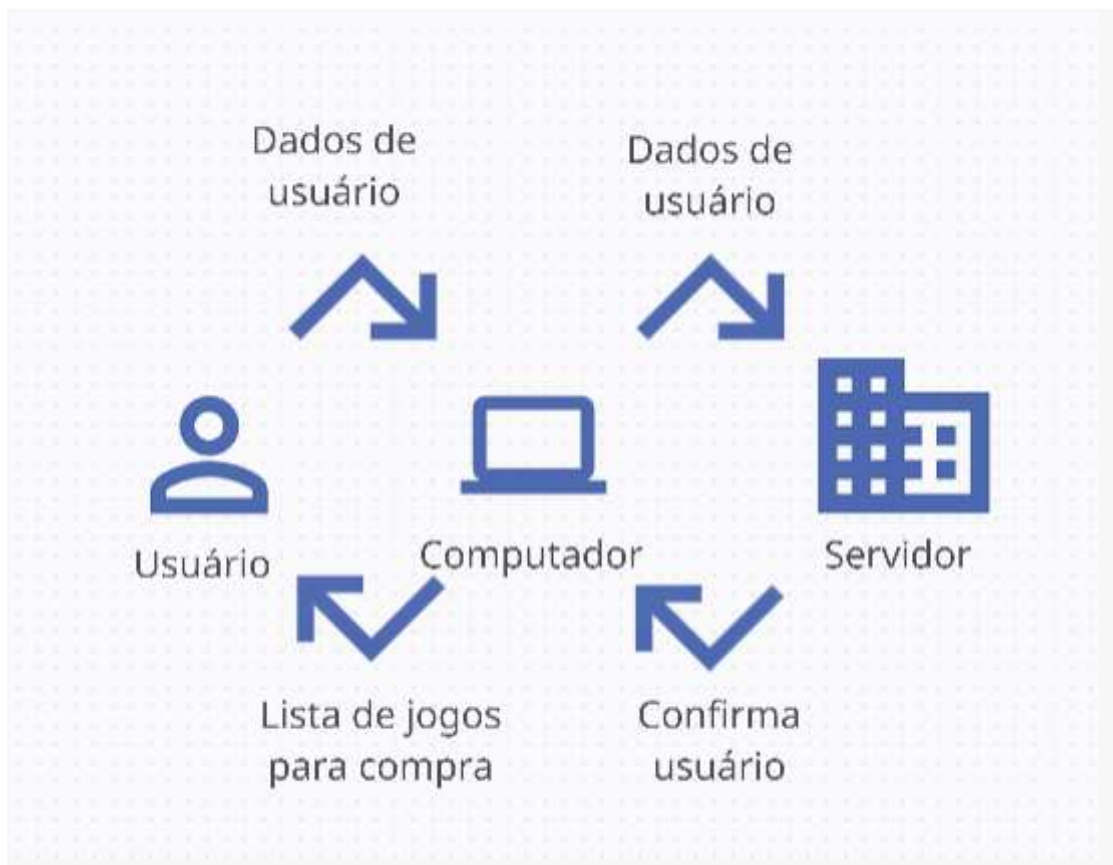 Dados de
usuário
Dados de
usuário
Usuário
Computador
Servidor
Lista de jogos
para compra
Confirma
usuário